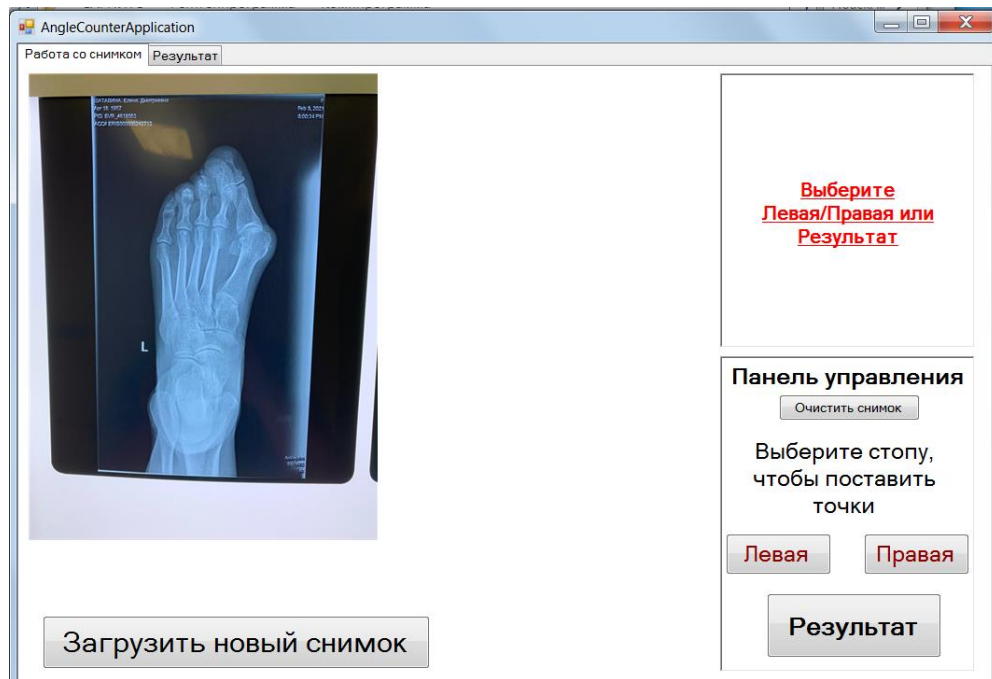 AngleCounterApplication
Работа со снимком
Результат
Выберите
Левая/Правая или
Результат
L
Панель управления
Очистить снимок
Выберите стопу,
чтобы поставить
точки
Левая
Правая
Результат
Загрузить новый снимок